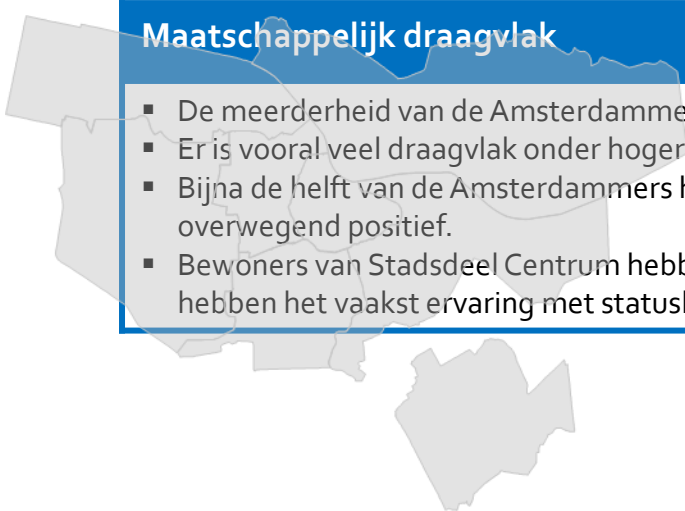 Maatschappelijk draagvlak
▪ De meerderheid van de Amsterdamme
▪ Er is vooral veel draagvlak onder hoger
▪ Bijna de helft van de Amsterdammers h
overwegend positief.
▪ Bewoners van Stadsdeel Centrum hebb
hebben het vaakst ervaring met status